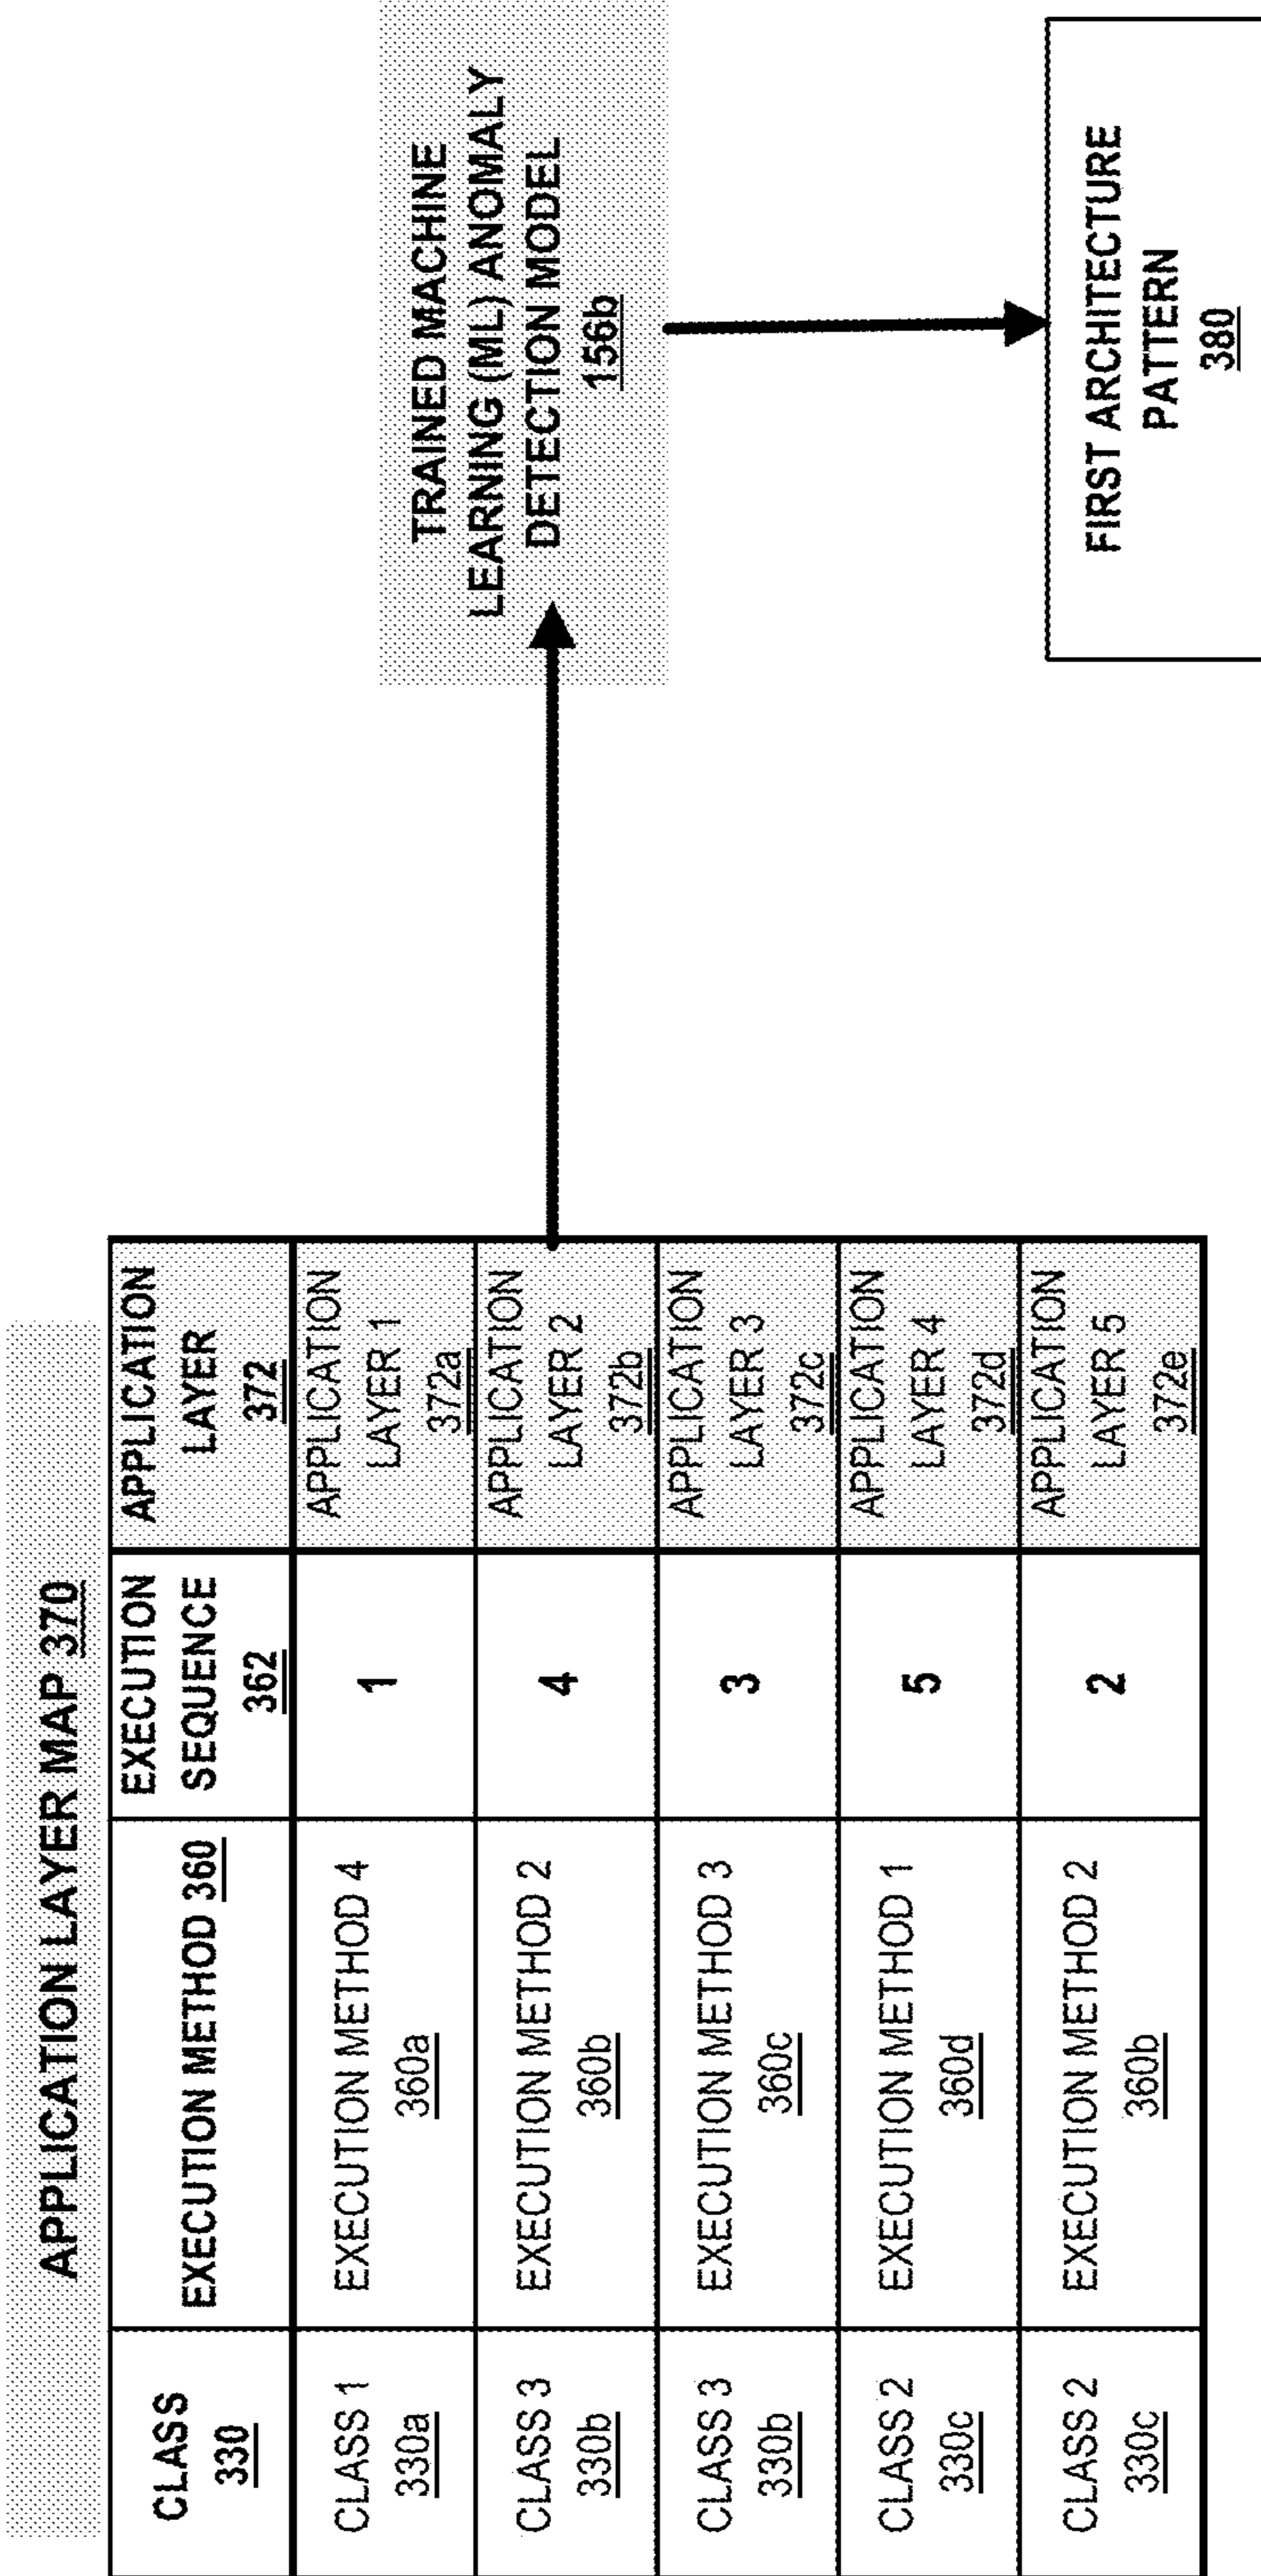 APPLICATION LAYER MAP 370
CLASS
330
EXECUTION METHOD 360
EXECUTION
SEQUENCE
362
APPLICATION
LAYER
372
CLASS 1
330a
EXECUTION METHOD 4
360a
1
APPLICATION
LAYER 1
372a
CLASS 3
330b
EXECUTION METHOD 2
360b
4
APPLICATION
LAYER 2
372b
CLASS 3
330b
EXECUTION METHOD 3
360c
3
APPLICATION
LAYER 3
372c
CLASS 2
330c
EXECUTION METHOD 1
360d
5
APPLICATION
LAYER 4
372d
CLASS 2
330c
EXECUTION METHOD 2
360b
2
APPLICATION
LAYER 5
372e
TRAINED MACHINE
LEARNING (ML) ANOMALY
DETECTION MODEL
156b
FIRST ARCHITECTURE
PATTERN
380